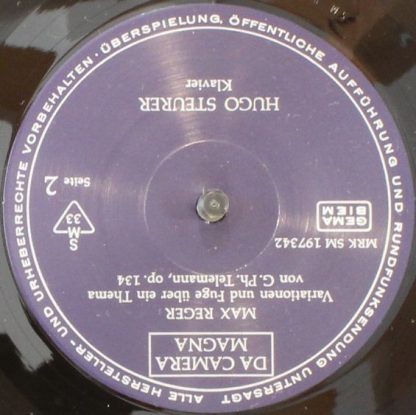 ALLE HERSTELLER- UND URHEBERRECHTE VORBEHALTEN · ÜBERSPIELUNG, ÖFFENTLICHE AUFFÜHRUNG UND RUNDFUNKSENDUNG UNTERSAGT ·
DA CAMERA
MAGNA
MAX REGER
Variationen und Fuge über ein Thema
von G. Ph. Telemann, op. 134
MRK SM 197342
GEMA
BIEM
S
33
M
Seite 2
HUGO STEURER
Klavier